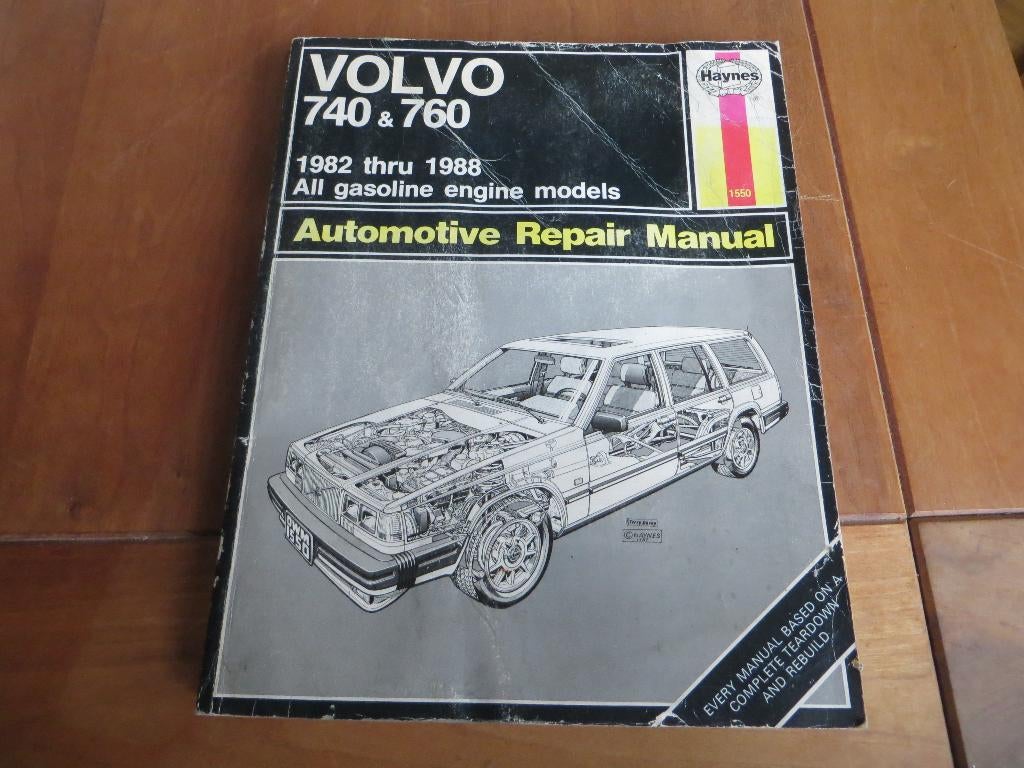 VOLVO
740 & 760
1982 thru 1988
All gasoline engine models
Haynes
1550
Automotive Repair Manual
©HAYNES
EVERY MANUAL BASED ON A
COMPLETE TEARDOWN
AND REBUILD